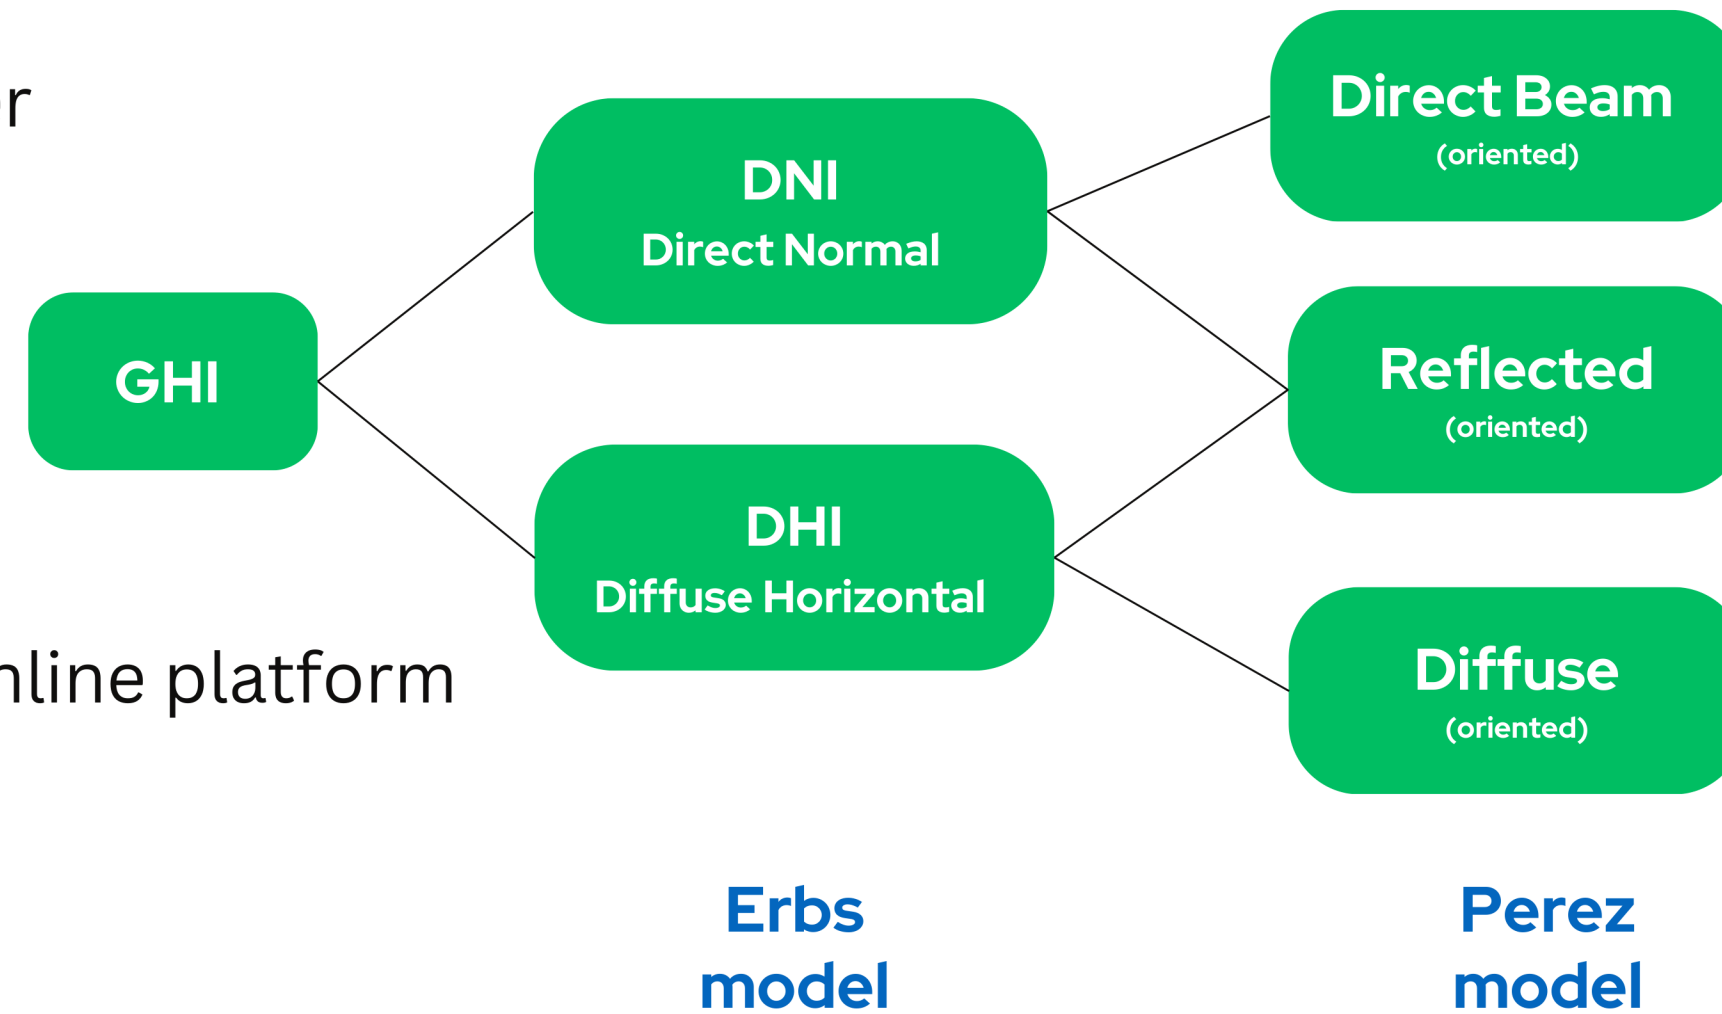 GHI
DNI
Direct Normal
DHI
Diffuse Horizontal
Direct Beam
(oriented)
Reflected
(oriented)
Diffuse
(oriented)
platform
Erbs
model
Perez
model